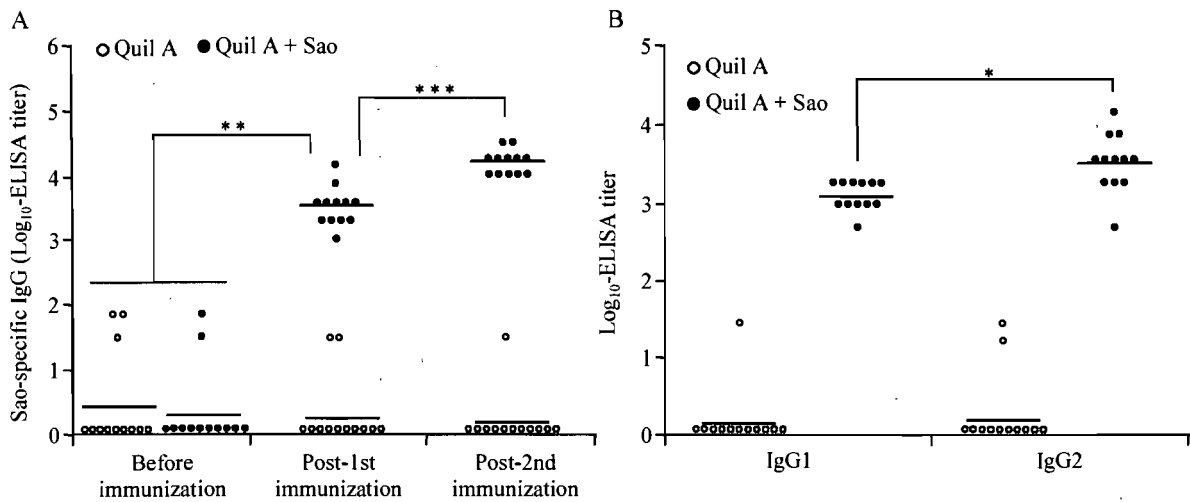 A
○ Quil A ● Quil A + Sao
Sao-specific IgG (Log₁₀-ELISA titer)
6
5
4
3
2
1
0
**
***
Before
immunization
Post-1st
immunization
Post-2nd
immunization
B
○ Quil A
● Quil A + Sao
Log₁₀-ELISA titer
5
4
3
2
1
0
*
IgG1
IgG2